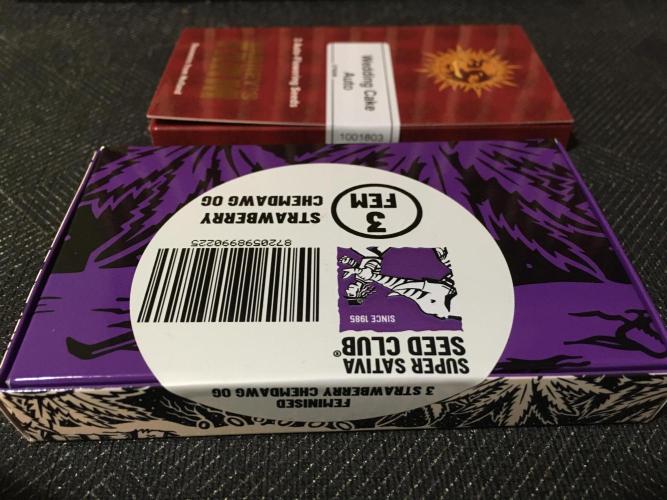 Wedding Cake
Auto
1001803
3 Auto-Flowering Seeds
3
FEM
STRAWBERRY
CHEMDAWG OG
8720598990225
SINCE 1985
SUPER SATIVA
SEED CLUB®
FEMINISED
3 STRAWBERRY CHEMDAWG OG